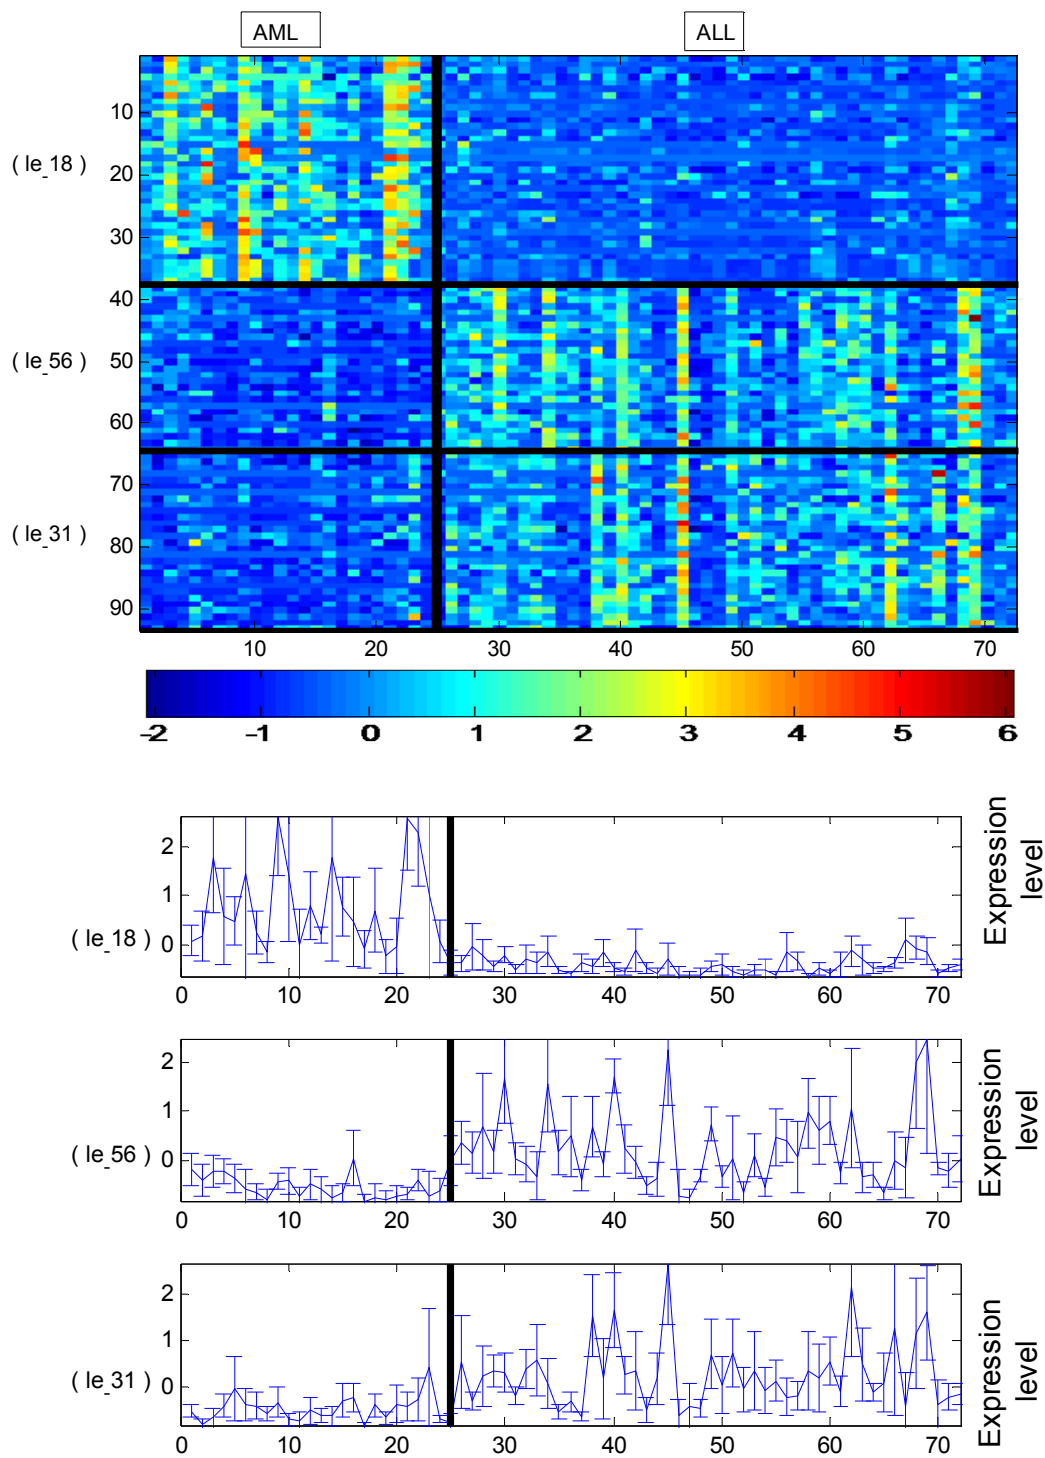 AML ALL
10
( le_18 )
20
30
40
( le_56 )
50
60
70
( le_31 )
80
90
10 20 30 40 50 60 70
-2 -1 0 1 2 3 4 5 6
Expression
level
2
1
( le_18 ) 0
0 10 20 30 40 50 60 70
Expression
level
2
1
( le_56 ) 0
0 10 20 30 40 50 60 70
Expression
level
2
1
( le_31 ) 0
0 10 20 30 40 50 60 70